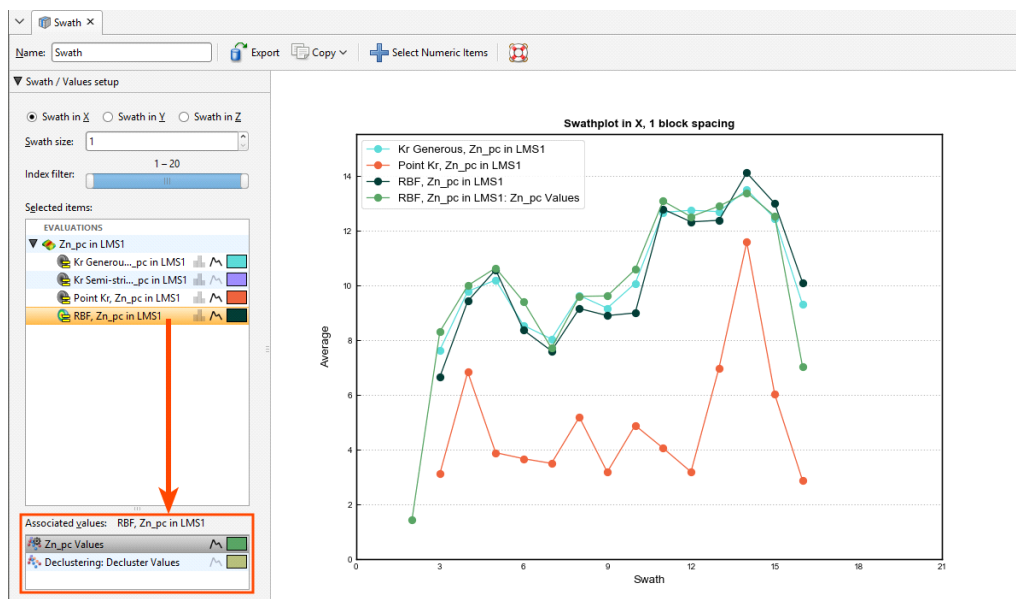 Swath ×
Name: Swath Export Copy Select Numeric Items
Swath / Values setup
Swath in X Swath in Y Swath in Z
Swath size: 1
1 – 20
Index filter:
Selected items:
EVALUATIONS
Zn_pc in LMS1
Kr Generou..._pc in LMS1
Kr Semi-stri..._pc in LMS1
Point Kr, Zn_pc in LMS1
RBF, Zn_pc in LMS1
Associated values: RBF, Zn_pc in LMS1
Zn_pc Values
Declustering: Decluster Values
Swathplot in X, 1 block spacing
Kr Generous, Zn_pc in LMS1
Point Kr, Zn_pc in LMS1
RBF, Zn_pc in LMS1
RBF, Zn_pc in LMS1: Zn_pc Values
Average
14
12
10
8
6
4
2
0
0 3 6 9 12 15 18 21
Swath